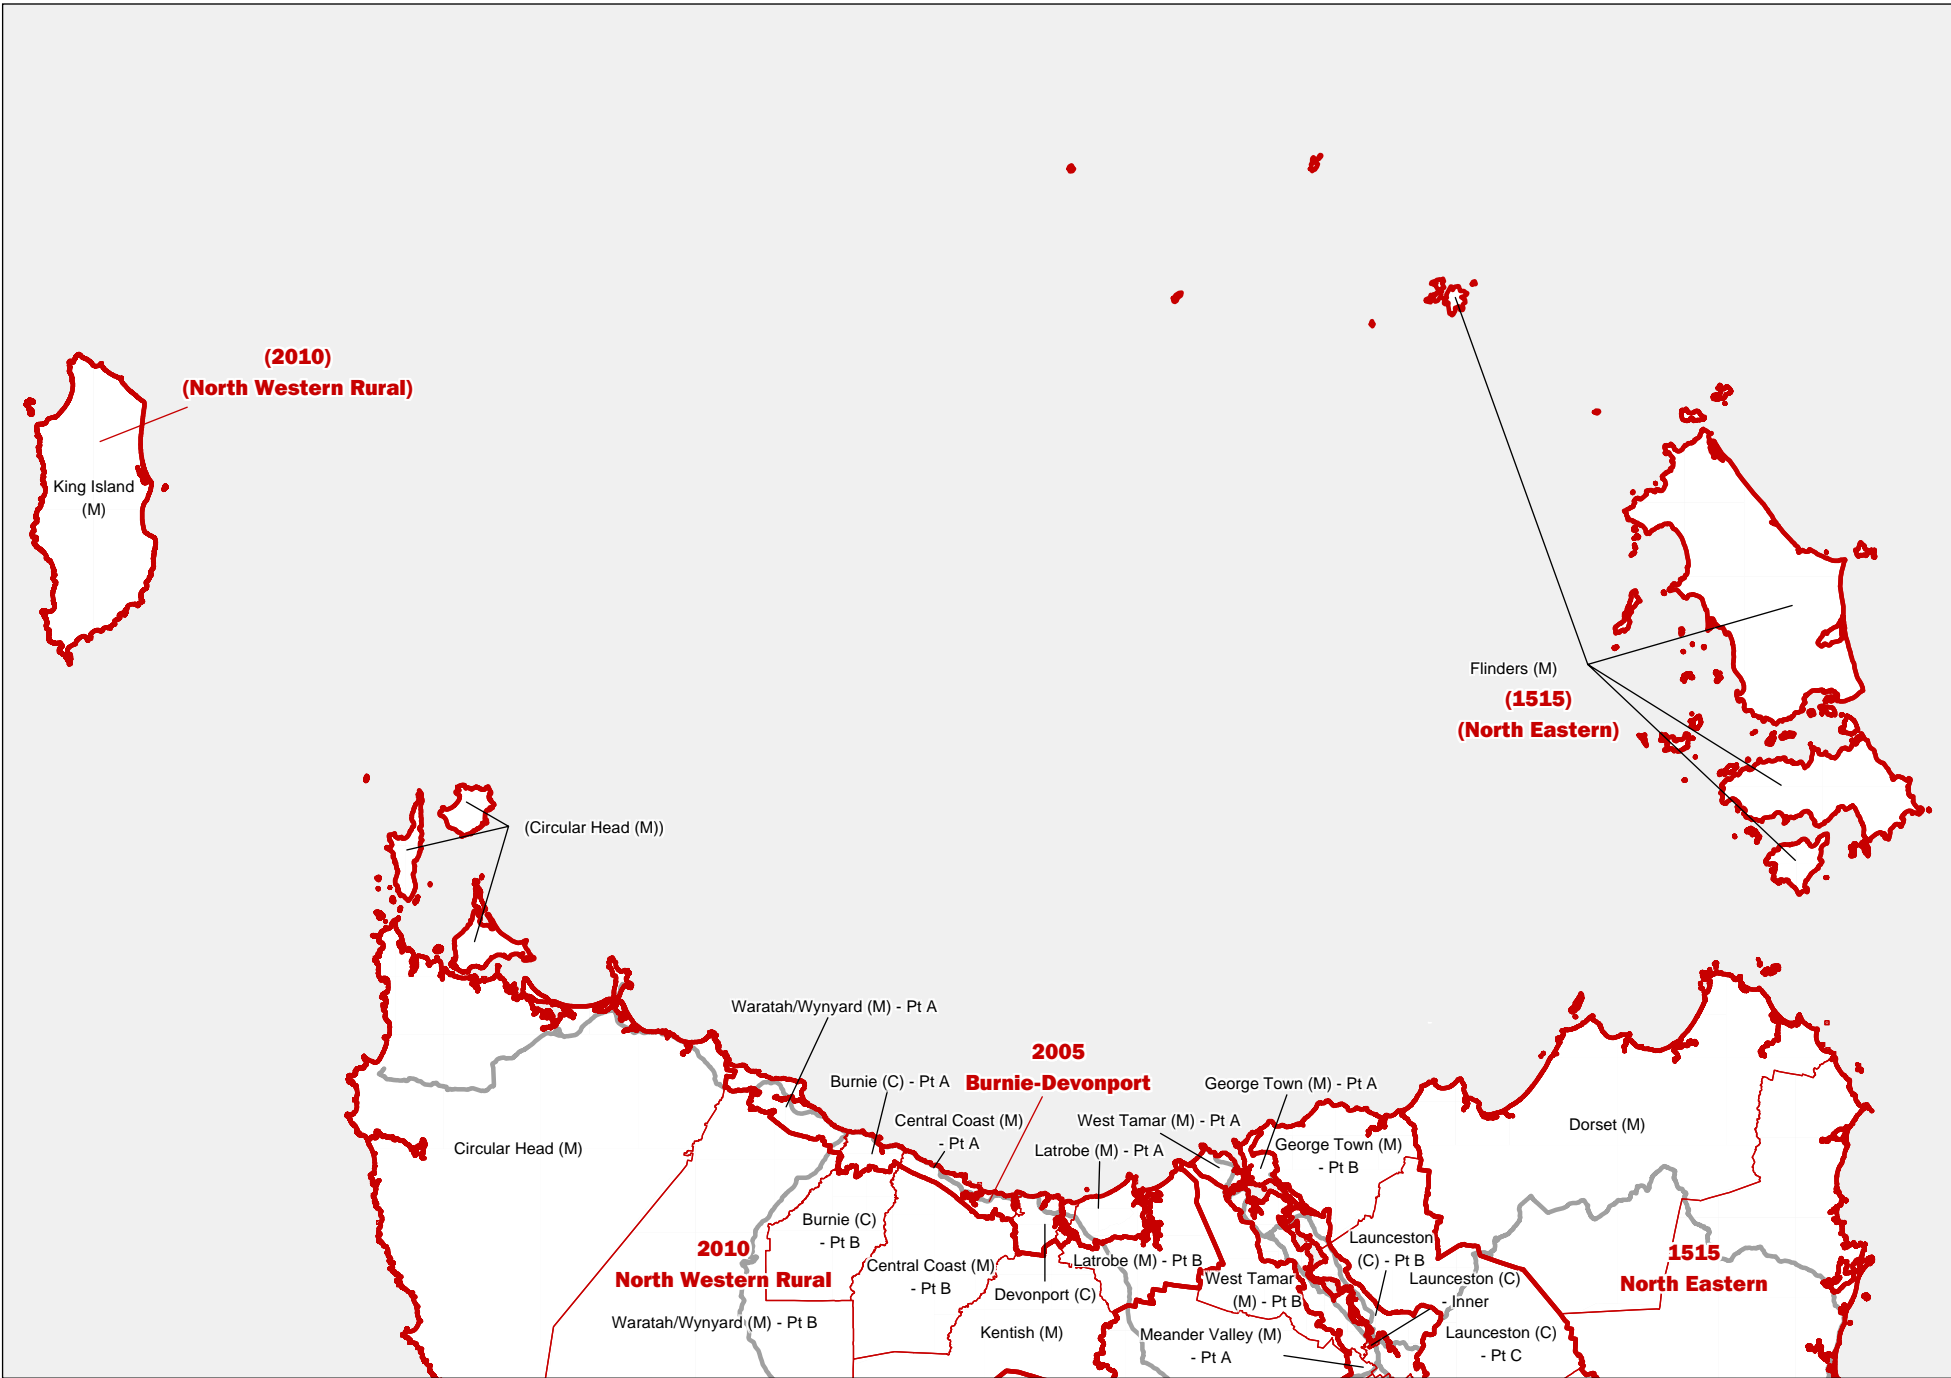 (2010)
(North Western Rural)
King Island
(M)
Flinders (M)
(1515)
(North Eastern)
(Circular Head (M))
Waratah/Wynyard (M) - Pt A
2005
Burnie-Devonport
Burnie (C) - Pt A
George Town (M) - Pt A
Central Coast (M)
- Pt A
West Tamar (M) - Pt A
Dorset (M)
Latrobe (M) - Pt A
George Town (M)
- Pt B
Circular Head (M)
Burnie (C)
- Pt B
2010
North Western Rural
Central Coast (M)
- Pt B
Latrobe (M) - Pt B
Launceston
(C) - Pt B
1515
North Eastern
West Tamar
(M) - Pt B
Launceston (C)
- Inner
Devonport (C)
Waratah/Wynyard (M) - Pt B
Kentish (M)
Meander Valley (M)
- Pt A
Launceston (C)
- Pt C